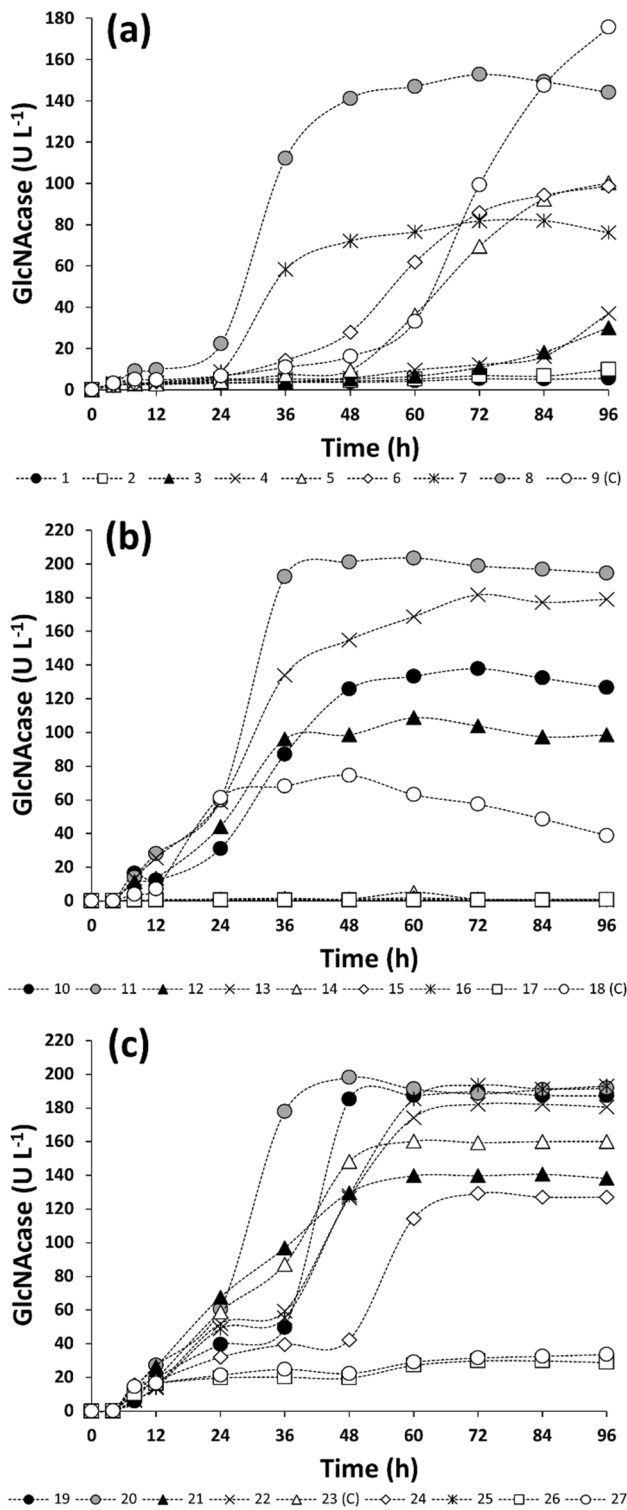 (a)
180
160
140
120
100
80
60
40
20
0
GlcNAcase (U L-1)
0 12 24 36 48 60 72 84 96
Time (h)
1 2 3 4 5 6 7 8 9 (C)
(b)
220
200
180
160
140
120
100
80
60
40
20
0
GlcNAcase (U L-1)
0 12 24 36 48 60 72 84 96
Time (h)
10 11 12 13 14 15 16 17 18 (C)
(c)
220
200
180
160
140
120
100
80
60
40
20
0
GlcNAcase (U L-1)
0 12 24 36 48 60 72 84 96
Time (h)
19 20 21 22 23 (C) 24 25 26 27